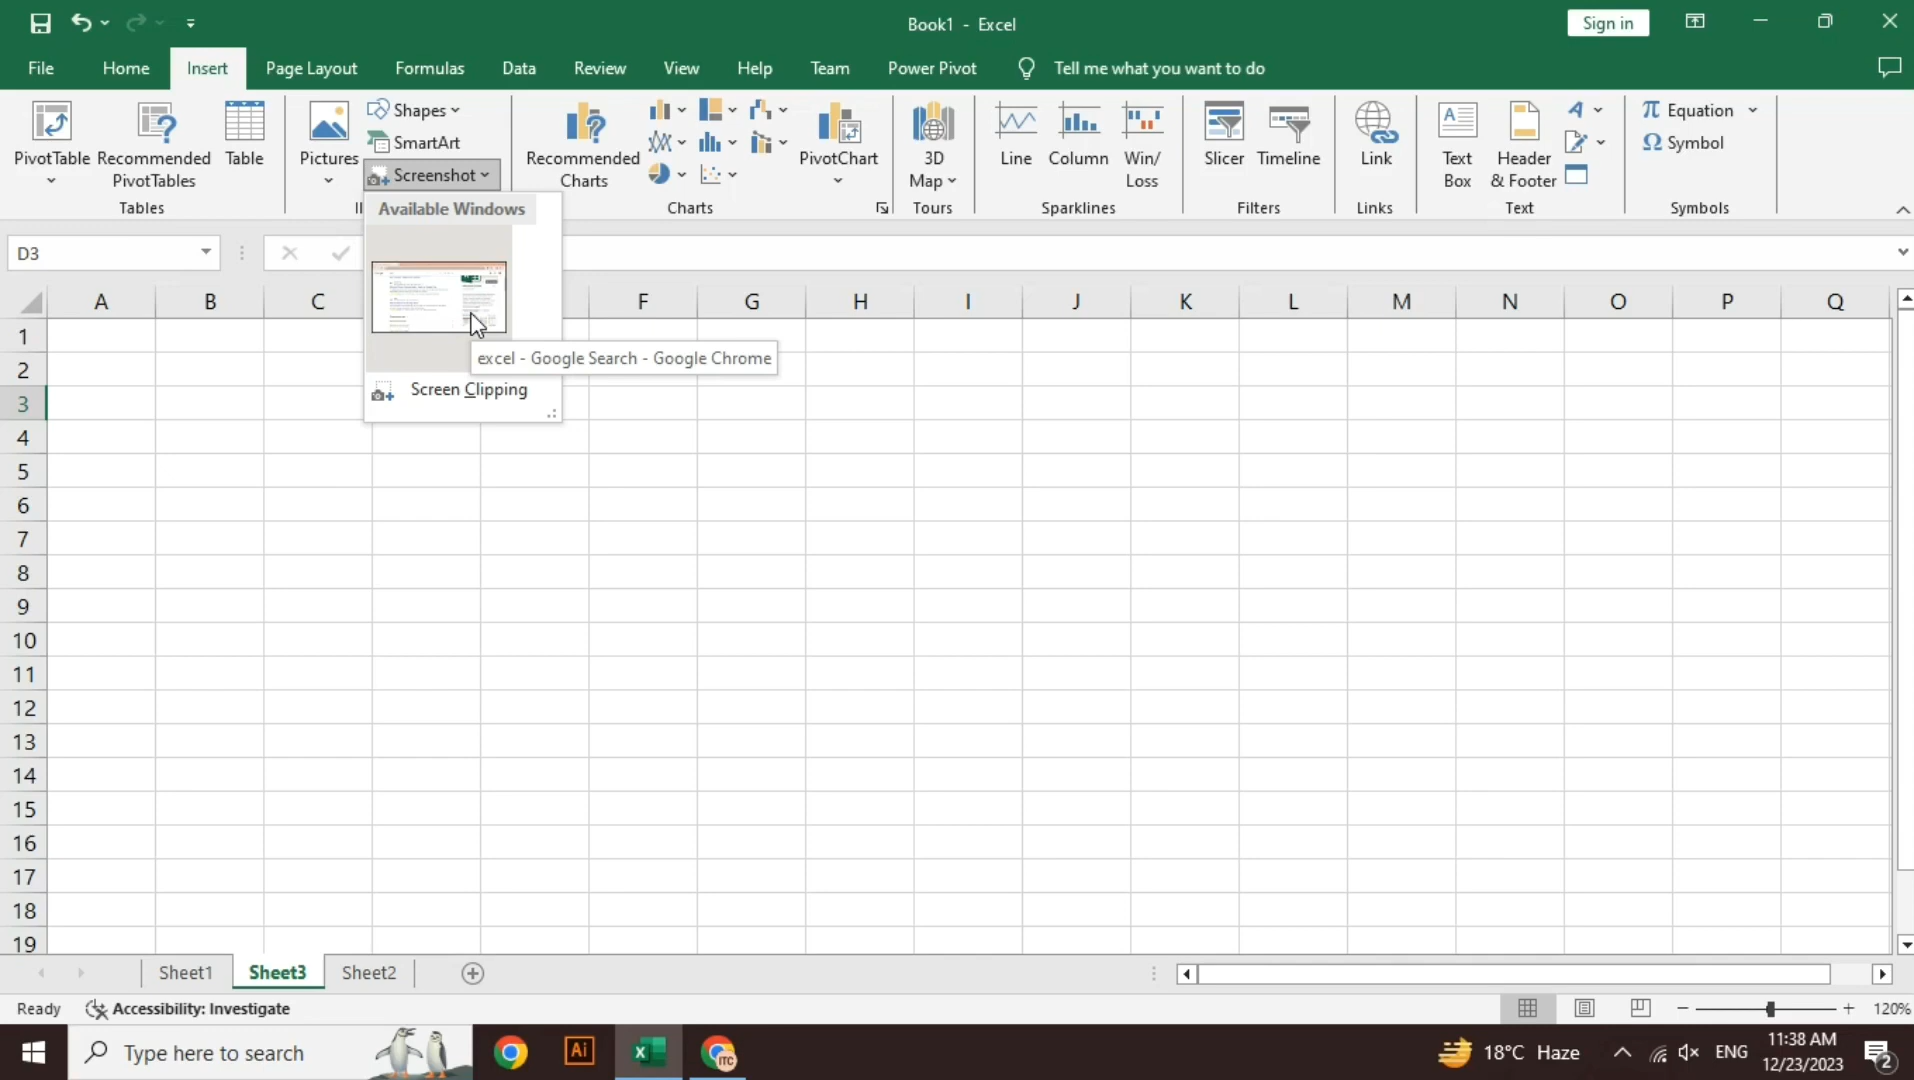 Book1 - Excel
Sign in
File Home Insert Page Layout Formulas Data Review View Help Team Power Pivot Tell me what you want to do
PivotTable
Recommended
PivotTables
Table
Tables
Pictures
Shapes
SmartArt
Screenshot
Recommended
Charts
PivotChart
Charts
3D
Map
Tours
Line
Column
Win/
Loss
Sparklines
Slicer
Timeline
Filters
Link
Links
Text
Box
Header
& Footer
Text
Equation
Symbol
Symbols
Available Windows
excel - Google Search - Google Chrome
Screen Clipping
D3
A B C F G H I J K L M N O P Q
1
2
3
4
5
6
7
8
9
10
11
12
13
14
15
16
17
18
19
Sheet1 Sheet3 Sheet2
Ready Accessibility: Investigate
120%
Type here to search
Ai
ITC
18°C Haze
ENG
11:38 AM
12/23/2023
2